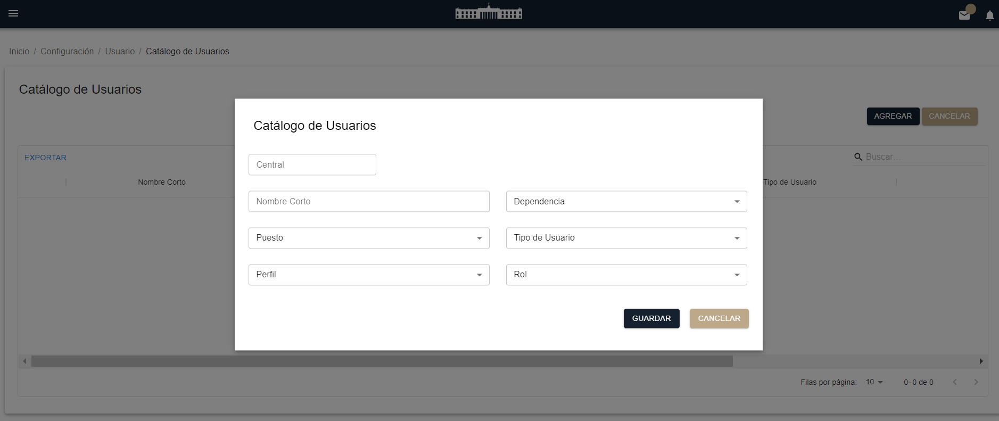 Inicio / Configuración / Usuario / Catálogo de Usuarios
Catálogo de Usuarios
AGREGAR CANCELAR
EXPORTAR
Buscar...
Nombre Corto
Tipo de Usuario
Catálogo de Usuarios
Central
Nombre Corto
Dependencia
Puesto
Tipo de Usuario
Perfil
Rol
GUARDAR CANCELAR
Filas por página: 10 0–0 de 0